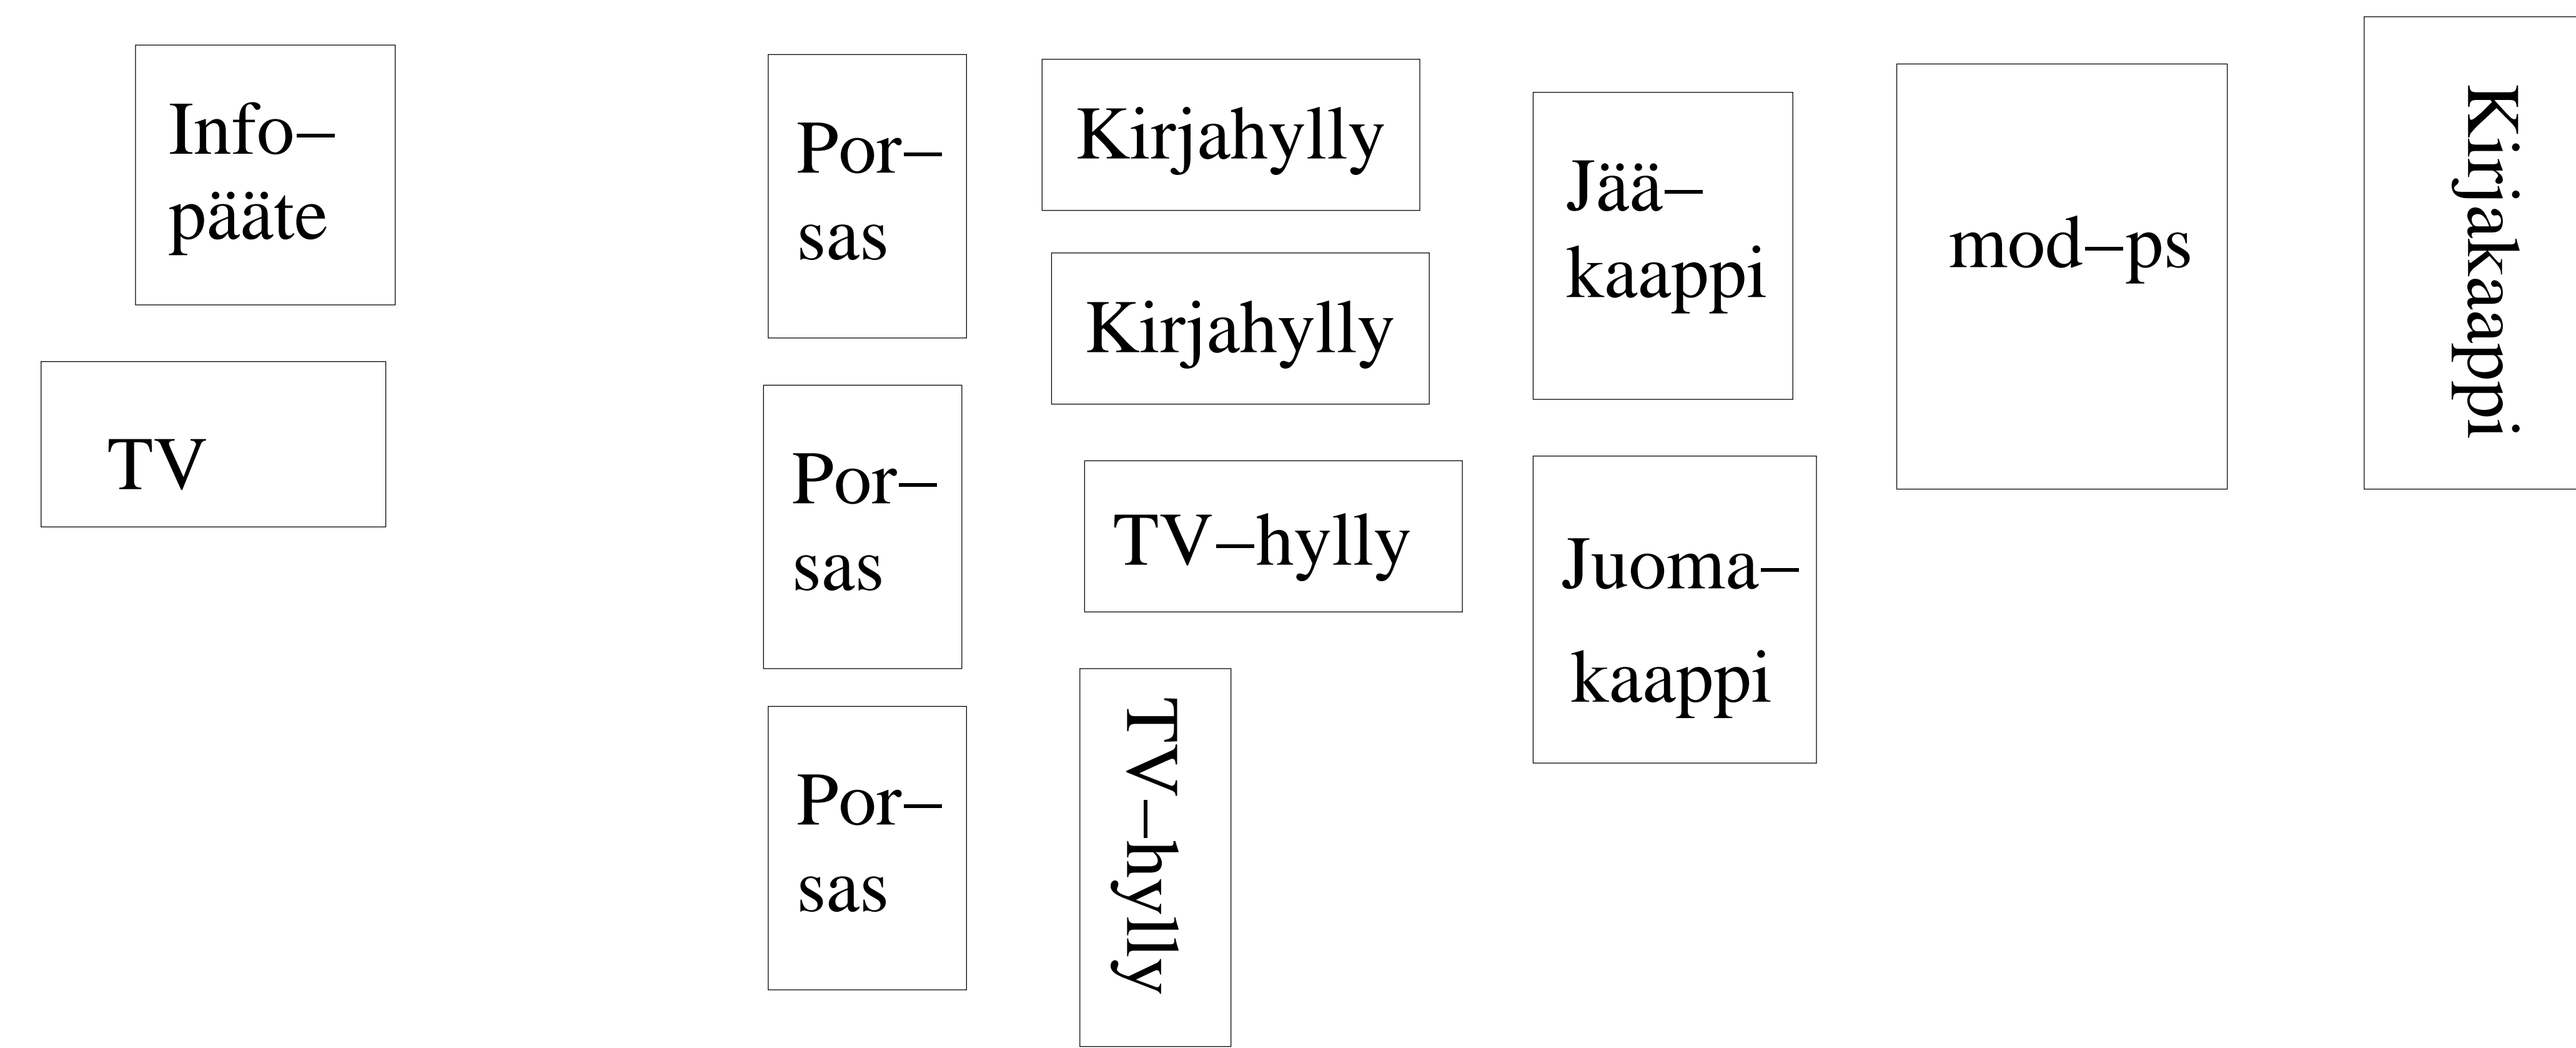 Info–
pääte
TV
Por–
sas
Por–
sas
Por–
sas
Kirjahylly
Kirjahylly
TV–hylly
TV–hylly
Jää–
kaappi
Juoma–
kaappi
mod–ps
Kirjakaappi